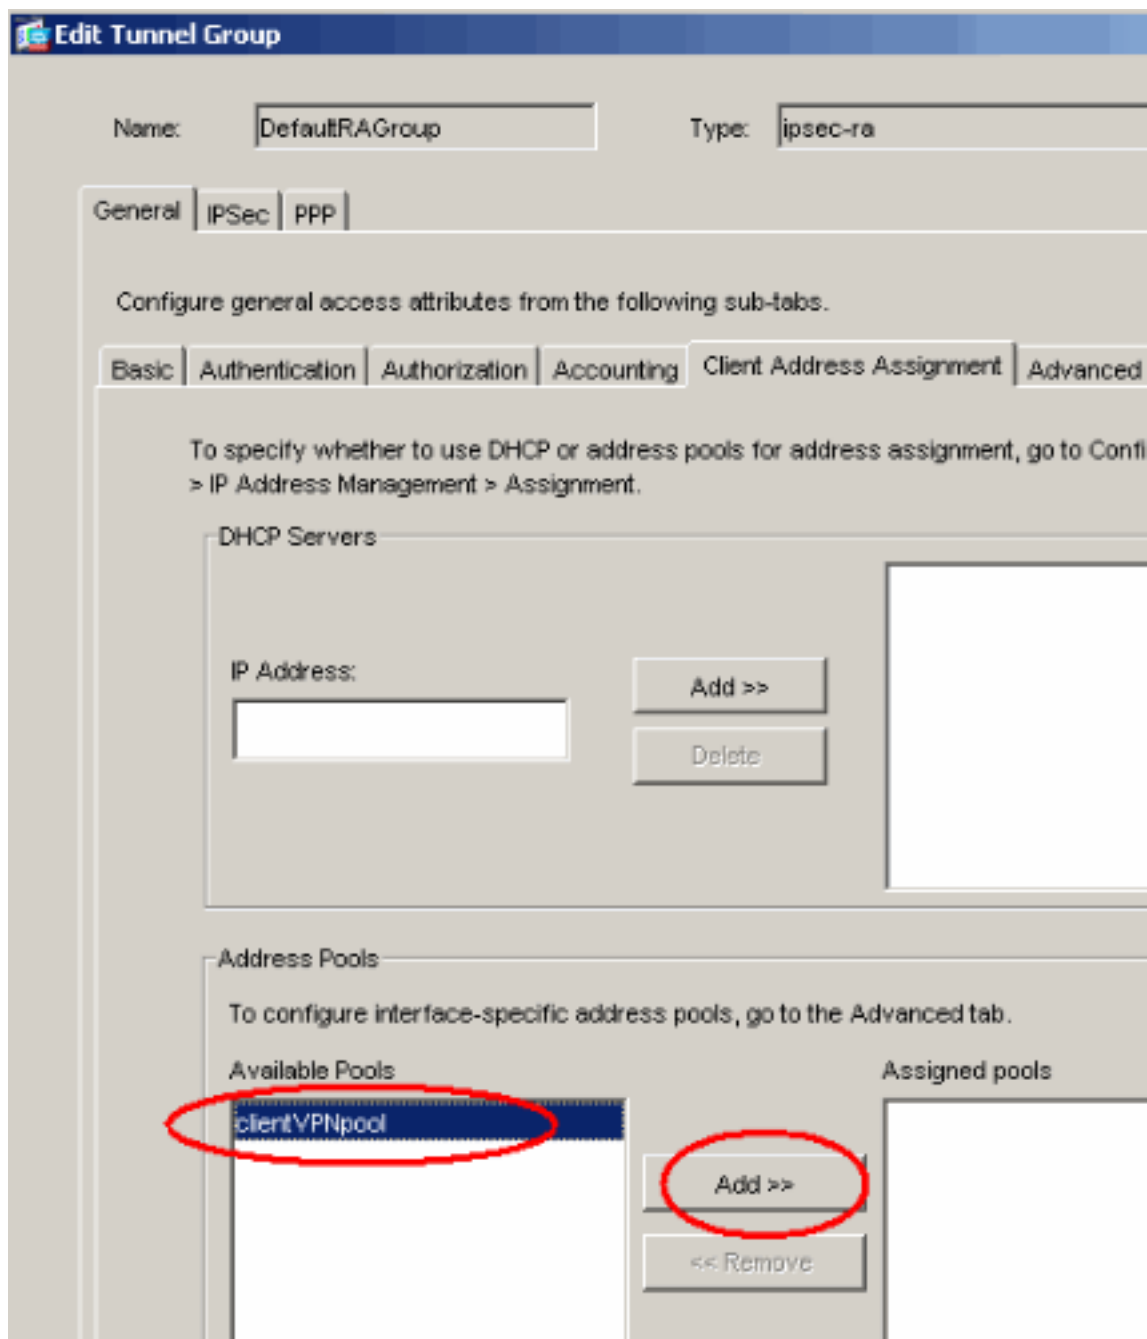 Edit Tunnel Group
Name: DefaultRAGroup Type: ipsec-ra
General IPSec PPP
Configure general access attributes from the following sub-tabs.
Basic Authentication Authorization Accounting Client Address Assignment Advanced
To specify whether to use DHCP or address pools for address assignment, go to Confi
> IP Address Management > Assignment.
DHCP Servers
IP Address:
Add >>
Delete
Address Pools
To configure interface-specific address pools, go to the Advanced tab.
Available Pools Assigned pools
clientVPNpool
Add >>
<< Remove